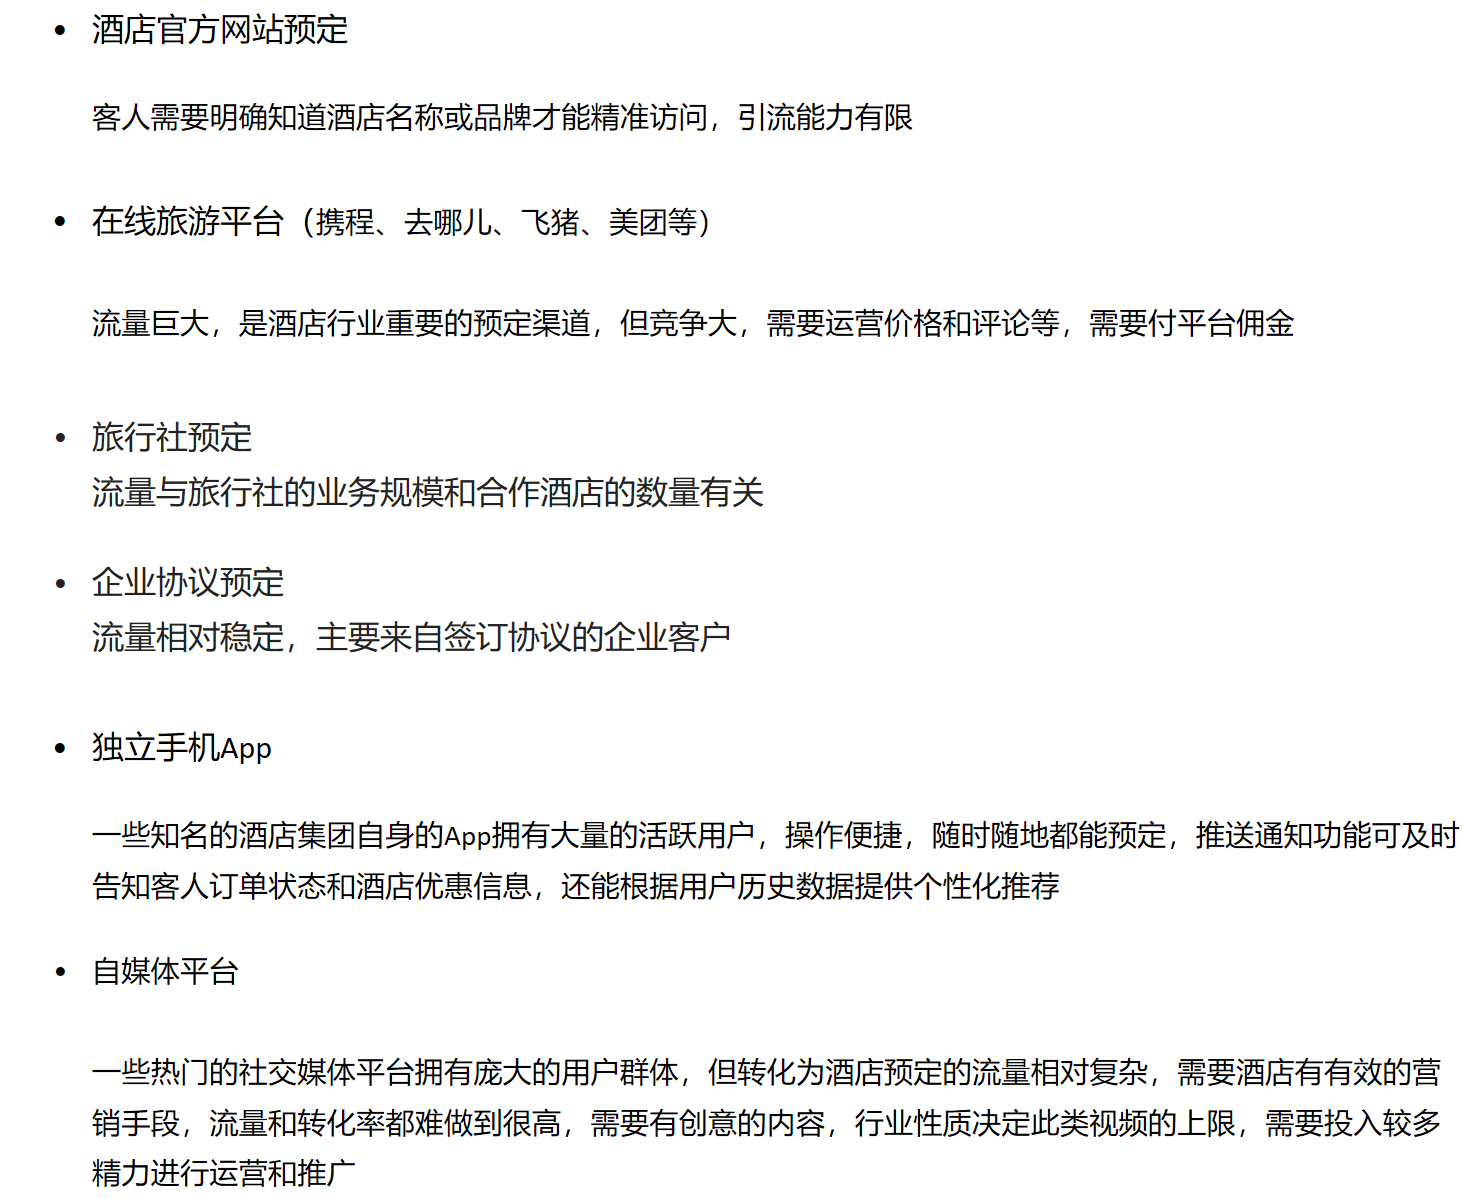 • 酒店官方网站预定
客人需要明确知道酒店名称或品牌才能精准访问，引流能力有限
• 在线旅游平台（携程、去哪儿、飞猪、美团等）
流量巨大，是酒店行业重要的预定渠道，但竞争大，需要运营价格和评论等，需要付平台佣金
• 旅行社预定
流量与旅行社的业务规模和合作酒店的数量有关
• 企业协议预定
流量相对稳定，主要来自签订协议的企业客户
• 独立手机App
一些知名的酒店集团自身的App拥有大量的活跃用户，操作便捷，随时随地都能预定，推送通知功能可及时
告知客人订单状态和酒店优惠信息，还能根据用户历史数据提供个性化推荐
• 自媒体平台
一些热门的社交媒体平台拥有庞大的用户群体，但转化为酒店预定的流量相对复杂，需要酒店有有效的营
销手段，流量和转化率都难做到很高，需要有创意的内容，行业性质决定此类视频的上限，需要投入较多
精力进行运营和推广